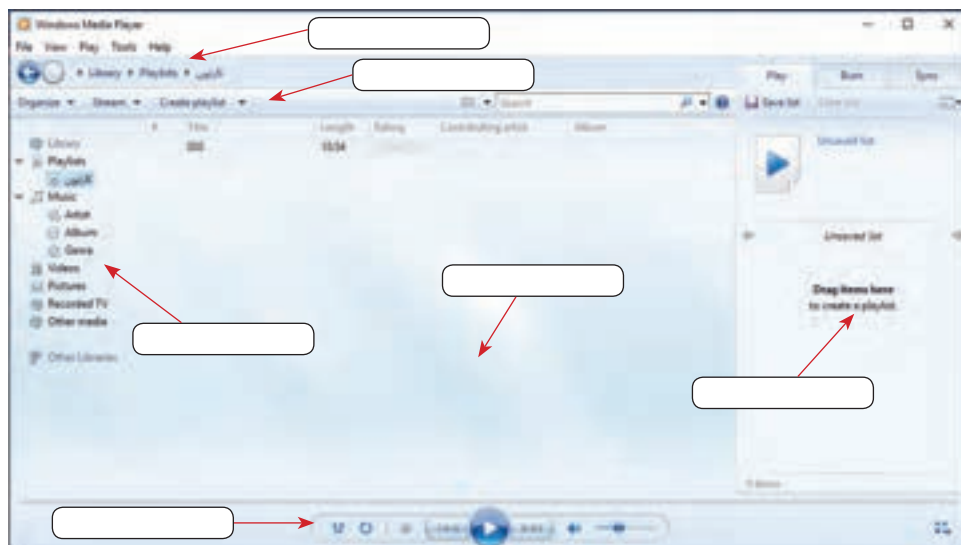 Windows Media Player
File View Play Tools Help
Library Playlists
Play Burn Sync
Organize Stream Create playlist Search Save list
Title Length Rating Contributing artist Album
Library
Playlists
Music
Artist
Album
Genre
Videos
Pictures
Recorded TV
Other media
Other Libraries
Unsaved list
Unsaved list
Drag items here
to create a playlist.